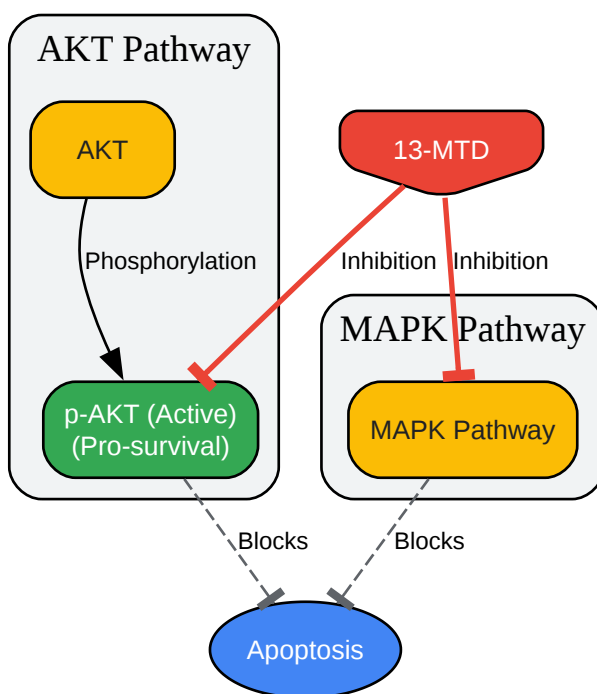 AKT Pathway
AKT
13-MTD
Phosphorylation
Inhibition
Inhibition
MAPK Pathway
p-AKT (Active)
(Pro-survival)
MAPK Pathway
Blocks
Blocks
Apoptosis